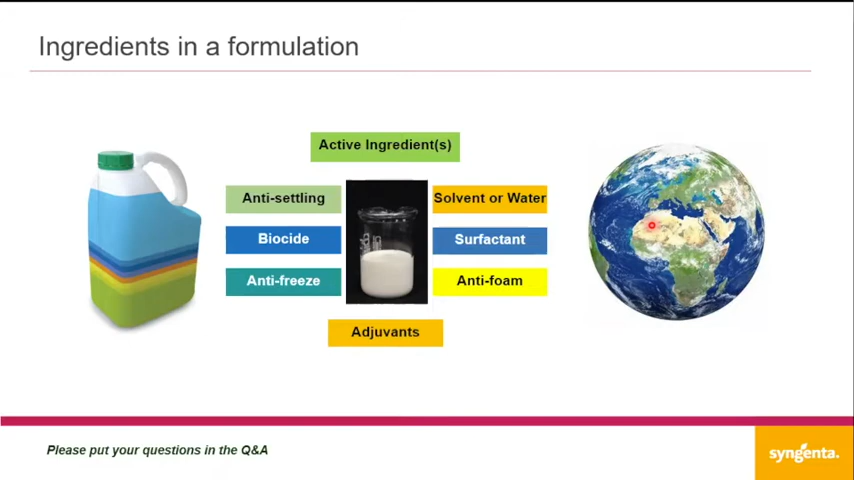 Ingredients in a formulation
Active Ingredient(s)
Anti-settling
Solvent or Water
Biocide
Surfactant
Anti-freeze
Anti-foam
Adjuvants
Please put your questions in the Q&A
syngenta.